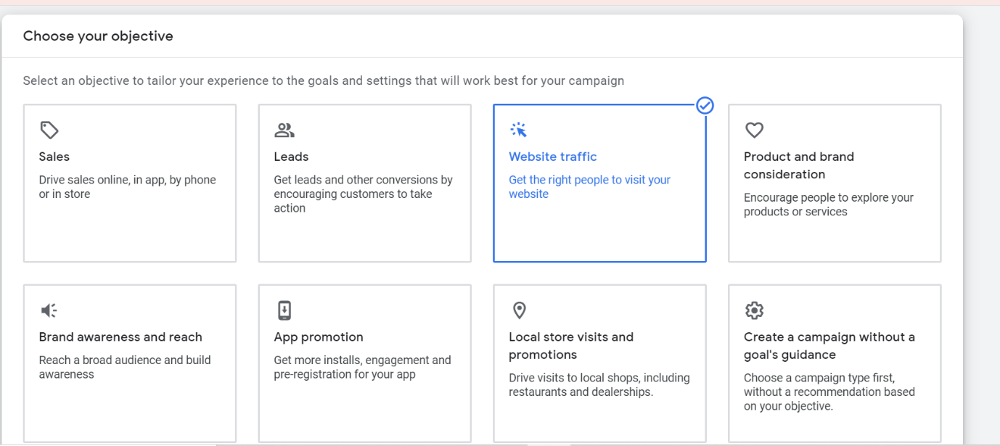 Choose your objective
Select an objective to tailor your experience to the goals and settings that will work best for your campaign
Sales
Drive sales online, in app, by phone
or in store
Leads
Get leads and other conversions by
encouraging customers to take
action
Website traffic
Get the right people to visit your
website
Product and brand
consideration
Encourage people to explore your
products or services
Brand awareness and reach
Reach a broad audience and build
awareness
App promotion
Get more installs, engagement and
pre-registration for your app
Local store visits and
promotions
Drive visits to local shops, including
restaurants and dealerships.
Create a campaign without a
goal's guidance
Choose a campaign type first,
without a recommendation based
on your objective.